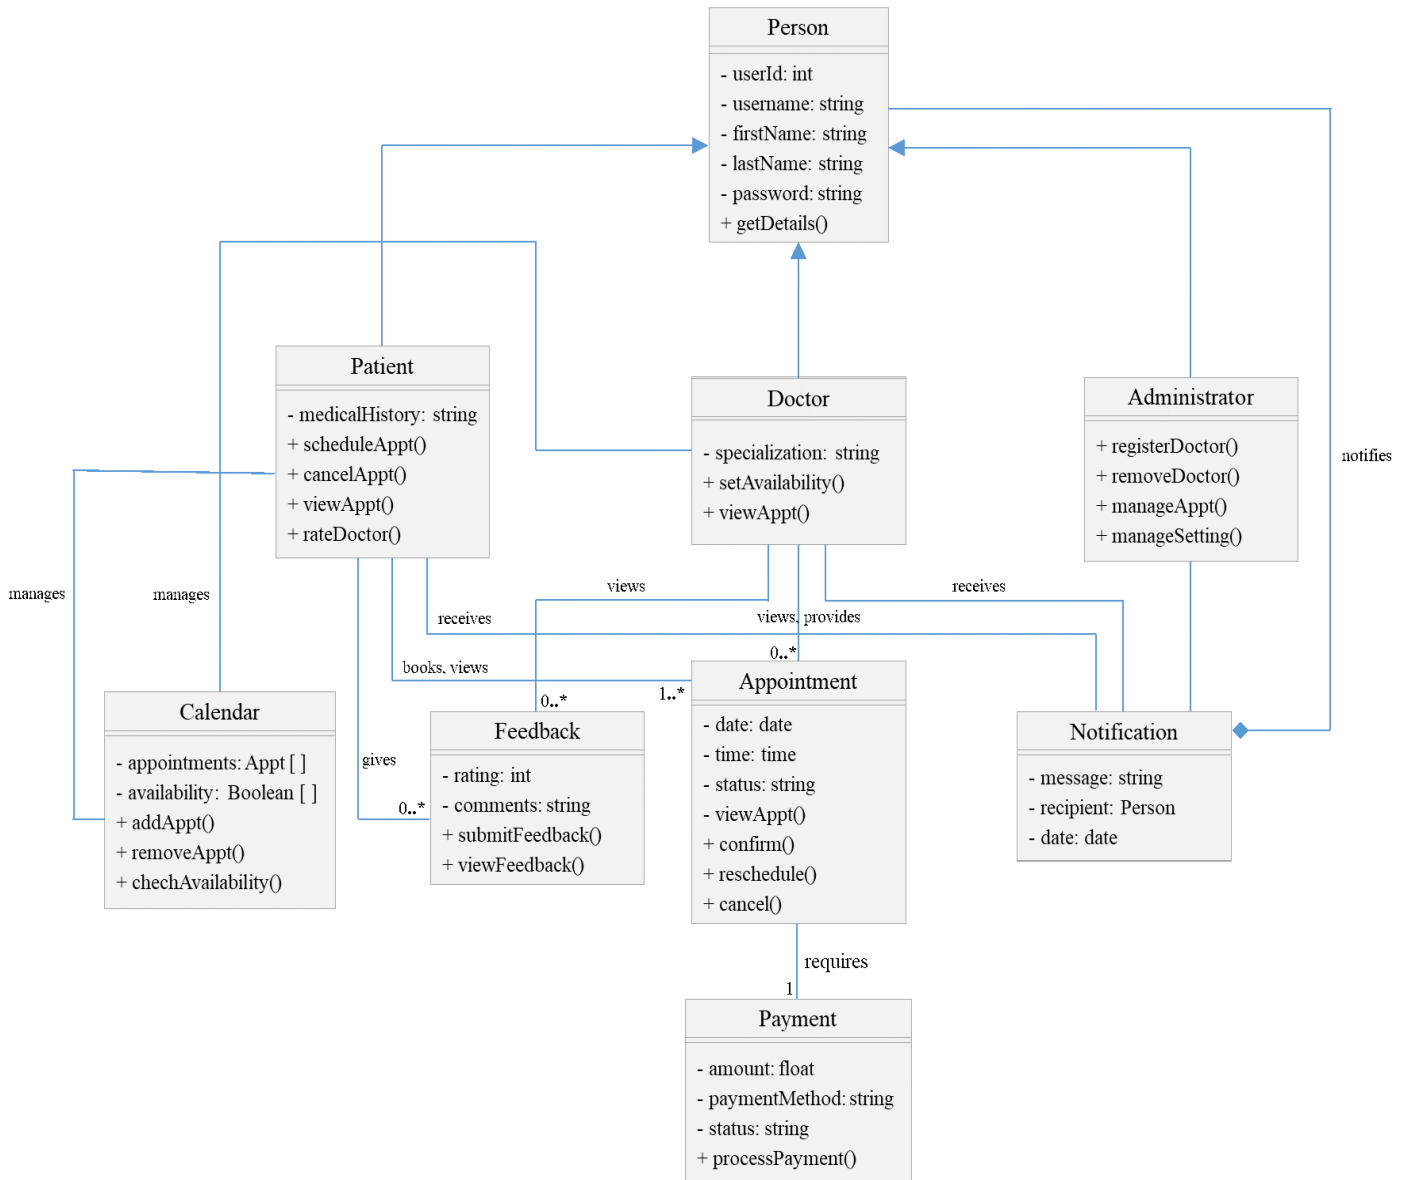 Person
- userId: int
- username: string
- firstName: string
- lastName: string
- password: string
+ getDetails()
Patient
- medicalHistory: string
+ scheduleAppt()
+ cancelAppt()
+ viewAppt()
+ rateDoctor()
Doctor
- specialization: string
+ setAvailability()
+ viewAppt()
Administrator
+ registerDoctor()
+ removeDoctor()
+ manageAppt()
+ manageSetting()
notifies
manages
manages
views
receives
receives
views, provides
books, views
0..*
1..*
0..*
gives
0..*
Calendar
- appointments: Appt [ ]
- availability: Boolean [ ]
+ addAppt()
+ removeAppt()
+ chechAvailability()
Feedback
- rating: int
- comments: string
+ submitFeedback()
+ viewFeedback()
Appointment
- date: date
- time: time
- status: string
- viewAppt()
+ confirm()
+ reschedule()
+ cancel()
Notification
- message: string
- recipient: Person
- date: date
requires
1
Payment
- amount: float
- paymentMethod: string
- status: string
+ processPayment()